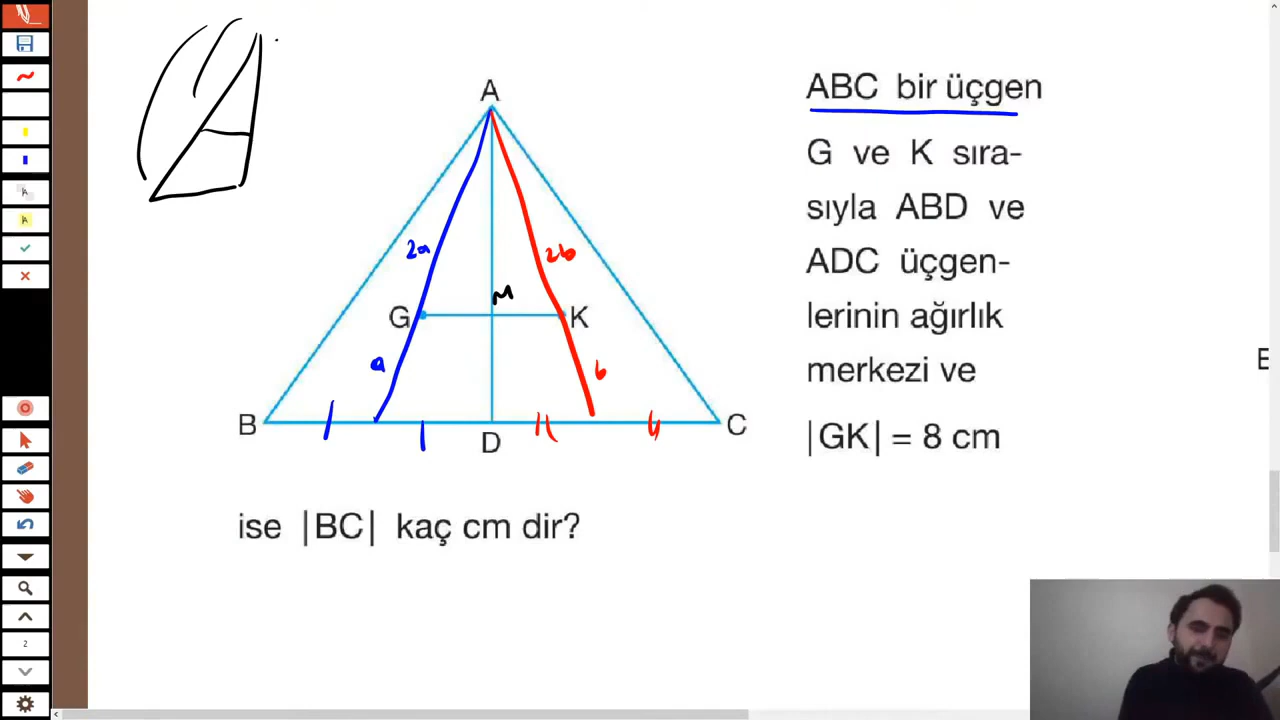 A
ABC bir üçgen
G ve K sıra-
sıyla ABD ve
ADC üçgen-
lerinin ağırlık
merkezi ve
|GK| = 8 cm
2a
2b
M
G
K
a
b
B
D
C
E
ise |BC| kaç cm dir?
A
A
2